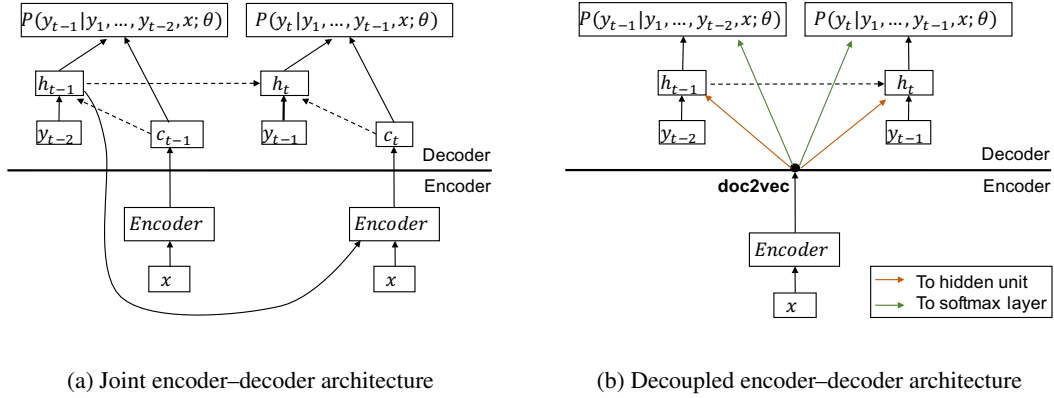 P(y_{t−1}|y_1, ..., y_{t−2}, x; θ)
P(y_t|y_1, ..., y_{t−1}, x; θ)
h_{t−1}
h_t
y_{t−2}
c_{t−1}
y_{t−1}
c_t
Decoder
Encoder
Encoder
Encoder
x
x
(a) Joint encoder–decoder architecture
P(y_{t−1}|y_1, ..., y_{t−2}, x; θ)
P(y_t|y_1, ..., y_{t−1}, x; θ)
h_{t−1}
h_t
y_{t−2}
y_{t−1}
Decoder
doc2vec
Encoder
Encoder
x
To hidden unit
To softmax layer
(b) Decoupled encoder–decoder architecture